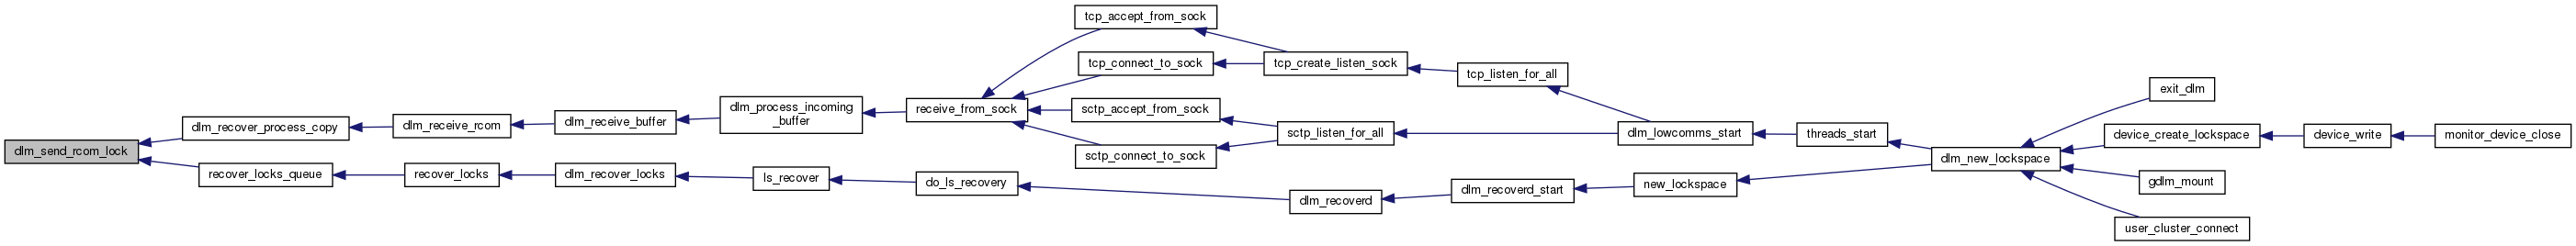 tcp_accept_from_sock
tcp_connect_to_sock
tcp_create_listen_sock
tcp_listen_for_all
exit_dlm
dlm_process_incoming
_buffer
receive_from_sock
sctp_accept_from_sock
dlm_recover_process_copy
dlm_receive_rcom
dlm_receive_buffer
sctp_listen_for_all
dlm_lowcomms_start
threads_start
device_create_lockspace
device_write
monitor_device_close
dlm_send_rcom_lock
sctp_connect_to_sock
dlm_new_lockspace
recover_locks_queue
recover_locks
dlm_recover_locks
ls_recover
do_ls_recovery
dlm_recoverd
dlm_recoverd_start
new_lockspace
gdlm_mount
user_cluster_connect